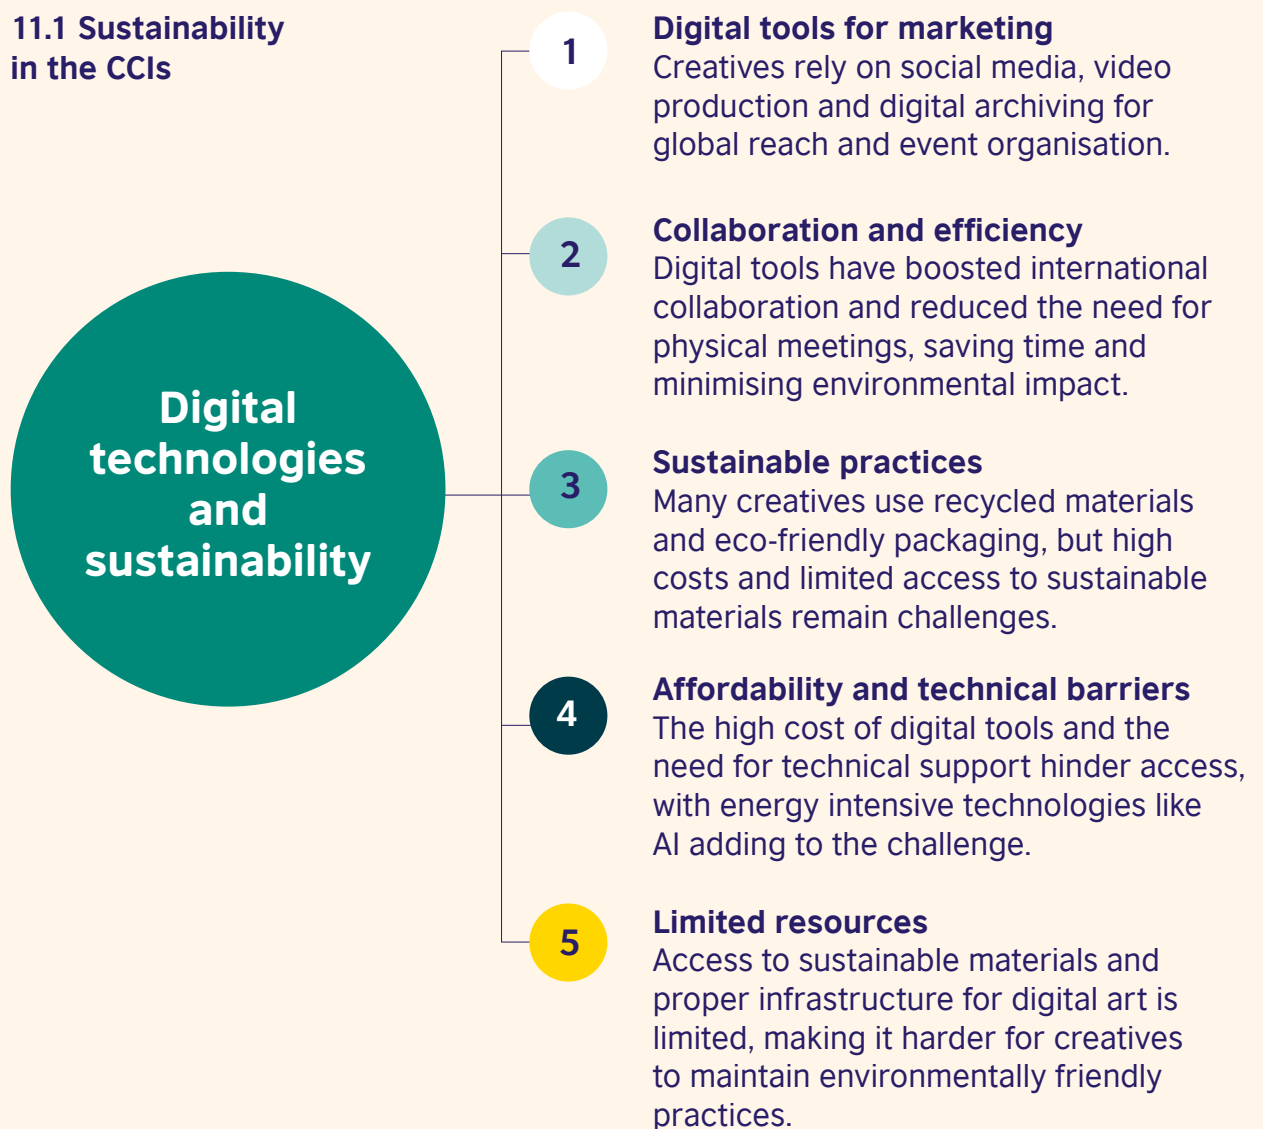 11.1 Sustainability
in the CCIs
Digital
technologies
and
sustainability
1
Digital tools for marketing
Creatives rely on social media, video
production and digital archiving for
global reach and event organisation.
2
Collaboration and efficiency
Digital tools have boosted international
collaboration and reduced the need for
physical meetings, saving time and
minimising environmental impact.
3
Sustainable practices
Many creatives use recycled materials
and eco-friendly packaging, but high
costs and limited access to sustainable
materials remain challenges.
4
Affordability and technical barriers
The high cost of digital tools and the
need for technical support hinder access,
with energy intensive technologies like
AI adding to the challenge.
5
Limited resources
Access to sustainable materials and
proper infrastructure for digital art is
limited, making it harder for creatives
to maintain environmentally friendly
practices.